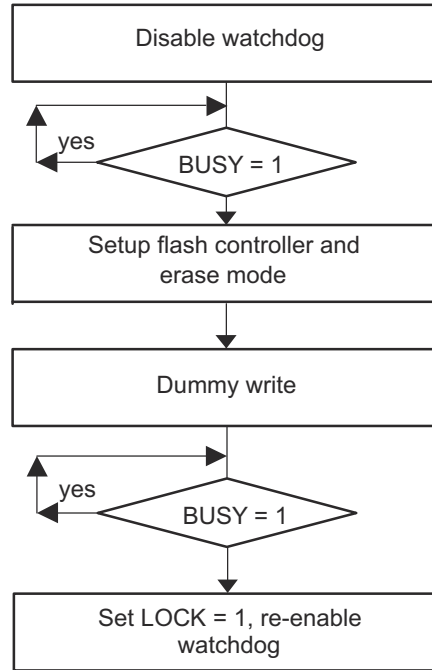 Disable watchdog
yes
BUSY = 1
Setup flash controller and
erase mode
Dummy write
yes
BUSY = 1
Set LOCK = 1, re-enable
watchdog